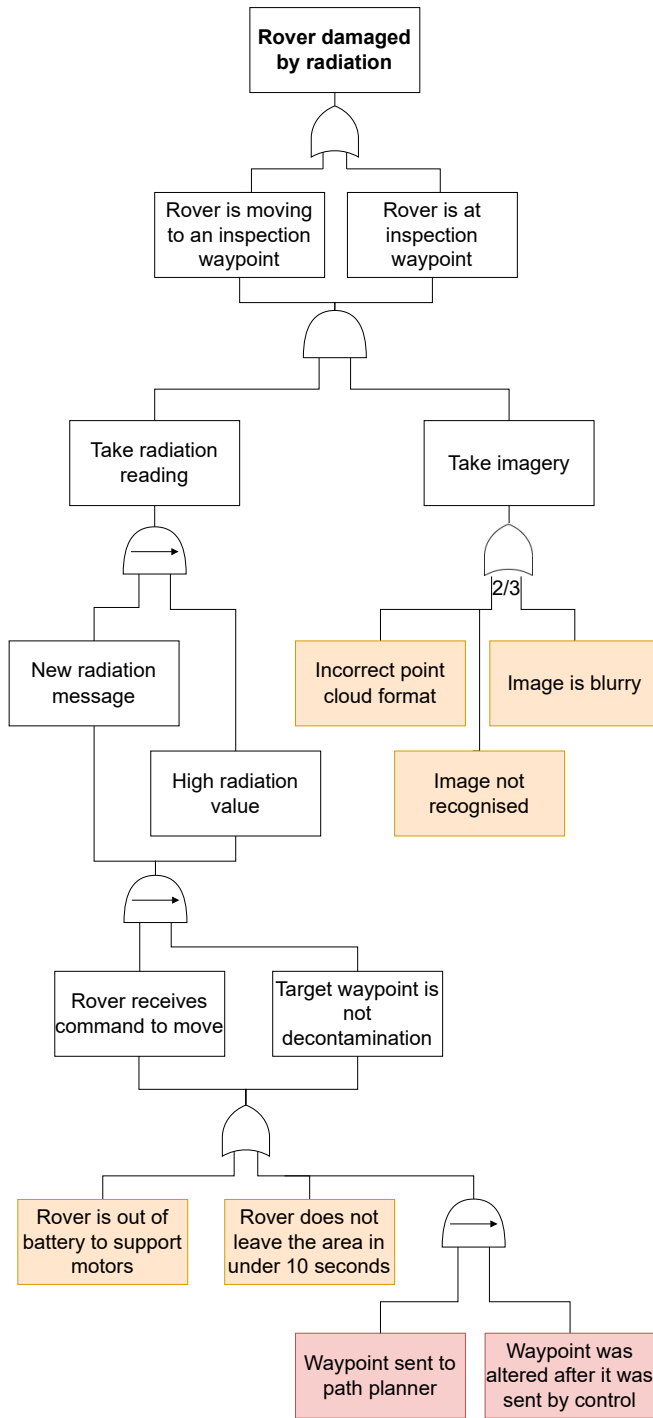 Rover damaged
by radiation
Rover is moving
to an inspection
waypoint
Rover is at
inspection
waypoint
Take radiation
reading
Take imagery
2/3
New radiation
message
Incorrect point
cloud format
Image is blurry
High radiation
value
Image not
recognised
Rover receives
command to move
Target waypoint is
not
decontamination
Rover is out of
battery to support
motors
Rover does not
leave the area in
under 10 seconds
Waypoint sent to
path planner
Waypoint was
altered after it was
sent by control